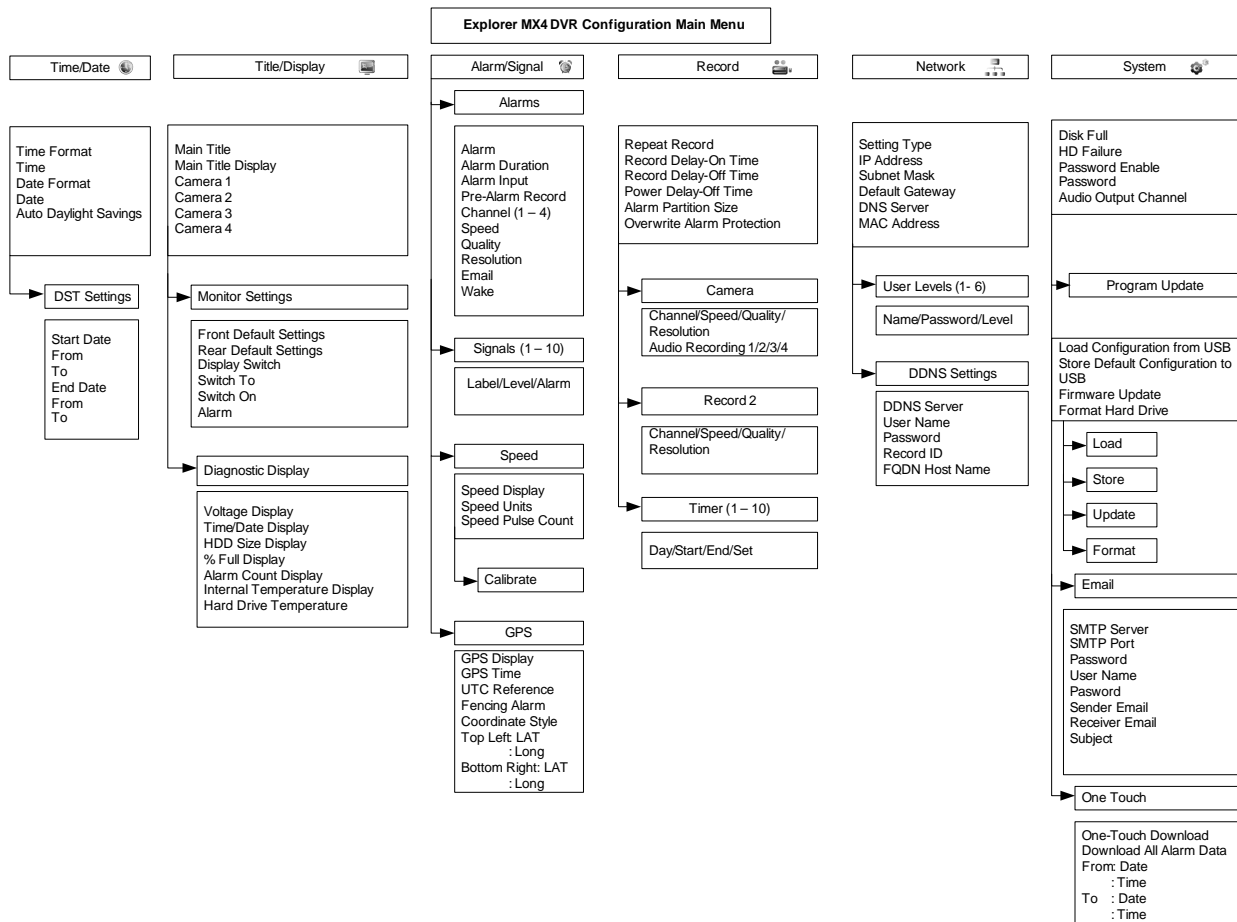 Explorer MX4 DVR Configuration Main Menu
Time/Date
Time Format
Time
Date Format
Date
Auto Daylight Savings
DST Settings
Start Date
From
To
End Date
From
To
Title/Display
Main Title
Main Title Display
Camera 1
Camera 2
Camera 3
Camera 4
Monitor Settings
Front Default Settings
Rear Default Settings
Display Switch
Switch To
Switch On
Alarm
Diagnostic Display
Voltage Display
Time/Date Display
HDD Size Display
% Full Display
Alarm Count Display
Internal Temperature Display
Hard Drive Temperature
Alarm/Signal
Alarms
Alarm
Alarm Duration
Alarm Input
Pre-Alarm Record
Channel (1 – 4)
Speed
Quality
Resolution
Email
Wake
Signals (1 – 10)
Label/Level/Alarm
Speed
Speed Display
Speed Units
Speed Pulse Count
Calibrate
GPS
GPS Display
GPS Time
UTC Reference
Fencing Alarm
Coordinate Style
Top Left: LAT
: Long
Bottom Right: LAT
: Long
Record
Repeat Record
Record Delay-On Time
Record Delay-Off Time
Power Delay-Off Time
Alarm Partition Size
Overwrite Alarm Protection
Camera
Channel/Speed/Quality/
Resolution
Audio Recording 1/2/3/4
Record 2
Channel/Speed/Quality/
Resolution
Timer (1 – 10)
Day/Start/End/Set
Network
Setting Type
IP Address
Subnet Mask
Default Gateway
DNS Server
MAC Address
User Levels (1- 6)
Name/Password/Level
DDNS Settings
DDNS Server
User Name
Password
Record ID
FQDN Host Name
System
Disk Full
HD Failure
Password Enable
Password
Audio Output Channel
Program Update
Load Configuration from USB
Store Default Configuration to
USB
Firmware Update
Format Hard Drive
Load
Store
Update
Format
Email
SMTP Server
SMTP Port
Password
User Name
Pasword
Sender Email
Receiver Email
Subject
One Touch
One-Touch Download
Download All Alarm Data
From: Date
: Time
To : Date
: Time